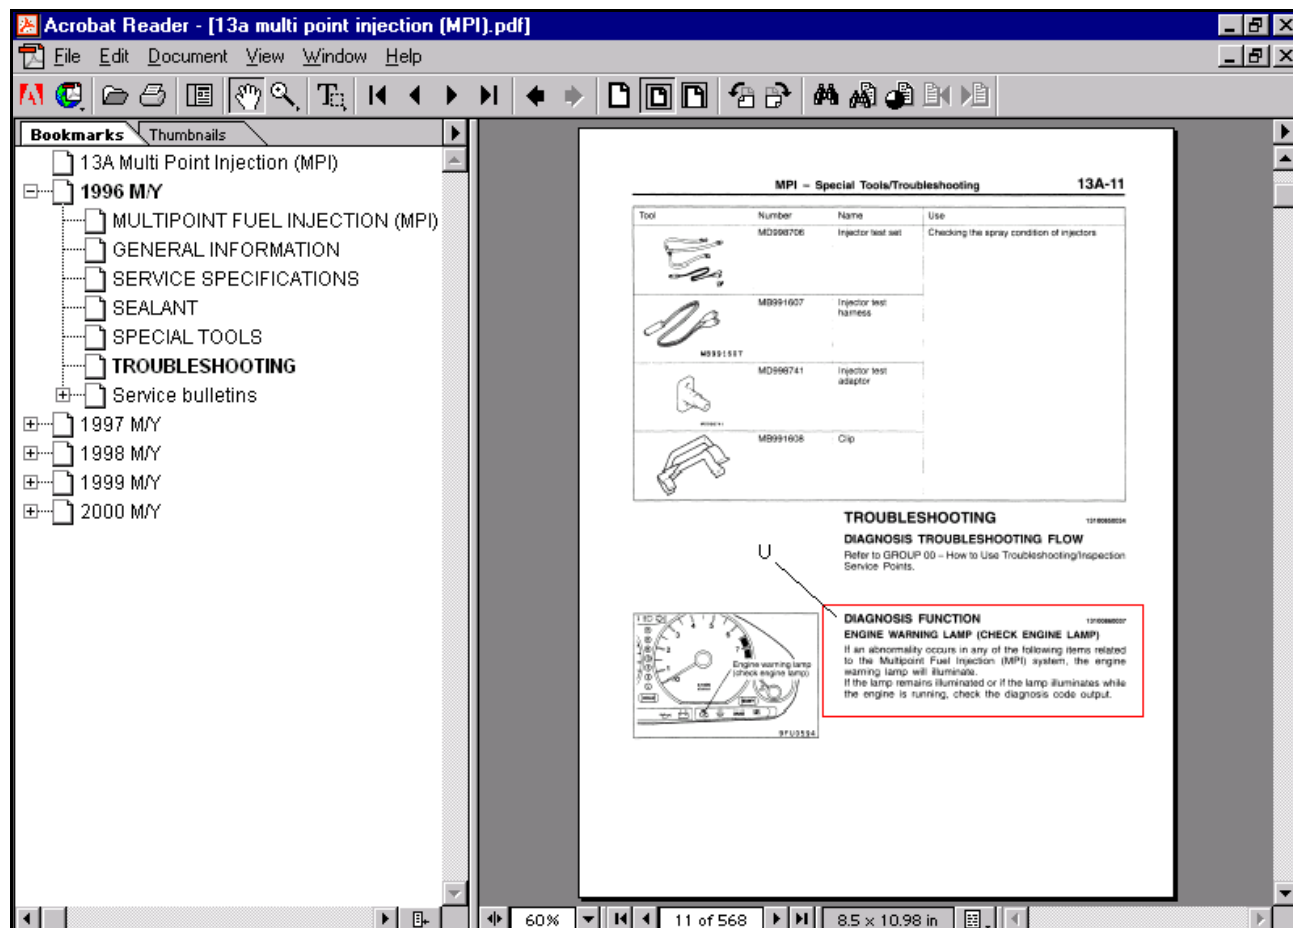 Acrobat Reader - [13a multi point injection (MPI).pdf]
File Edit Document View Window Help
Bookmarks Thumbnails
13A Multi Point Injection (MPI)
1996 M/Y
MULTIPOINT FUEL INJECTION (MPI)
GENERAL INFORMATION
SERVICE SPECIFICATIONS
SEALANT
SPECIAL TOOLS
TROUBLESHOOTING
Service bulletins
1997 M/Y
1998 M/Y
1999 M/Y
2000 M/Y
MPI – Special Tools/Troubleshooting 13A-11
Tool Number Name Use
MD998706 Injector test set Checking the spray condition of injectors
MB991607 Injector test
harness
MB991607
MD998741 Injector test
adaptor
MB991608 Clip
TROUBLESHOOTING
DIAGNOSIS TROUBLESHOOTING FLOW
Refer to GROUP 00 – How to Use Troubleshooting/Inspection
Service Points.
U
DIAGNOSIS FUNCTION
ENGINE WARNING LAMP (CHECK ENGINE LAMP)
If an abnormality occurs in any of the following items related
to the Multipoint Fuel Injection (MPI) system, the engine
warning lamp will illuminate.
If the lamp remains illuminated or if the lamp illuminates while
the engine is running, check the diagnosis code output.
Engine warning lamp
(check engine lamp)
9FU0594
60% 11 of 568 8.5 x 10.98 in